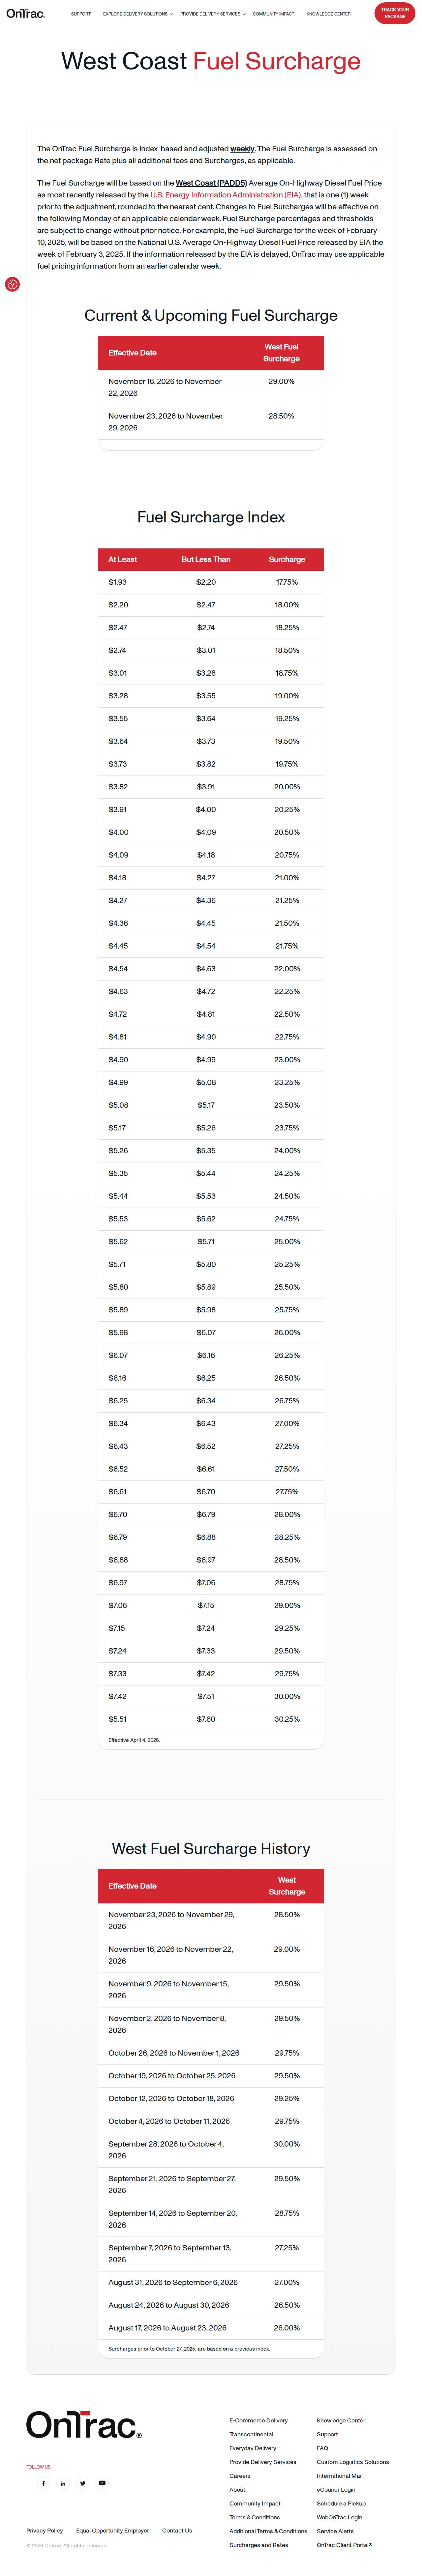 OnTrac.
SUPPORT
EXPLORE DELIVERY SOLUTIONS
PROVIDE DELIVERY SERVICES
COMMUNITY IMPACT
KNOWLEDGE CENTER
TRACK YOUR
PACKAGE
West Coast Fuel Surcharge
The OnTrac Fuel Surcharge is index-based and adjusted weekly. The Fuel Surcharge is assessed on
the net package Rate plus all additional fees and Surcharges, as applicable.
The Fuel Surcharge will be based on the West Coast (PADD5) Average On-Highway Diesel Fuel Price
as most recently released by the U.S. Energy Information Administration (EIA), that is one (1) week
prior to the adjustment, rounded to the nearest cent. Changes to Fuel Surcharges will be effective on
the following Monday of an applicable calendar week. Fuel Surcharge percentages and thresholds
are subject to change without prior notice. For example, the Fuel Surcharge for the week of February
10, 2025, will be based on the National U.S. Average On-Highway Diesel Fuel Price released by EIA the
week of February 3, 2025. If the information released by the EIA is delayed, OnTrac may use applicable
fuel pricing information from an earlier calendar week.
Current & Upcoming Fuel Surcharge
Effective Date
West Fuel
Surcharge
November 16, 2026 to November
22, 2026
29.00%
November 23, 2026 to November
29, 2026
28.50%
Fuel Surcharge Index
At Least But Less Than Surcharge
$1.93 $2.20 17.75%
$2.20 $2.47 18.00%
$2.47 $2.74 18.25%
$2.74 $3.01 18.50%
$3.01 $3.28 18.75%
$3.28 $3.55 19.00%
$3.55 $3.64 19.25%
$3.64 $3.73 19.50%
$3.73 $3.82 19.75%
$3.82 $3.91 20.00%
$3.91 $4.00 20.25%
$4.00 $4.09 20.50%
$4.09 $4.18 20.75%
$4.18 $4.27 21.00%
$4.27 $4.36 21.25%
$4.36 $4.45 21.50%
$4.45 $4.54 21.75%
$4.54 $4.63 22.00%
$4.63 $4.72 22.25%
$4.72 $4.81 22.50%
$4.81 $4.90 22.75%
$4.90 $4.99 23.00%
$4.99 $5.08 23.25%
$5.08 $5.17 23.50%
$5.17 $5.26 23.75%
$5.26 $5.35 24.00%
$5.35 $5.44 24.25%
$5.44 $5.53 24.50%
$5.53 $5.62 24.75%
$5.62 $5.71 25.00%
$5.71 $5.80 25.25%
$5.80 $5.89 25.50%
$5.89 $5.98 25.75%
$5.98 $6.07 26.00%
$6.07 $6.16 26.25%
$6.16 $6.25 26.50%
$6.25 $6.34 26.75%
$6.34 $6.43 27.00%
$6.43 $6.52 27.25%
$6.52 $6.61 27.50%
$6.61 $6.70 27.75%
$6.70 $6.79 28.00%
$6.79 $6.88 28.25%
$6.88 $6.97 28.50%
$6.97 $7.06 28.75%
$7.06 $7.15 29.00%
$7.15 $7.24 29.25%
$7.24 $7.33 29.50%
$7.33 $7.42 29.75%
$7.42 $7.51 30.00%
$5.51 $7.60 30.25%
Effective April 4, 2026.
West Fuel Surcharge History
Effective Date
West
Surcharge
November 23, 2026 to November 29,
2026
28.50%
November 16, 2026 to November 22,
2026
29.00%
November 9, 2026 to November 15,
2026
29.50%
November 2, 2026 to November 8,
2026
29.50%
October 26, 2026 to November 1, 2026 29.75%
October 19, 2026 to October 25, 2026 29.50%
October 12, 2026 to October 18, 2026 29.25%
October 4, 2026 to October 11, 2026 29.75%
September 28, 2026 to October 4,
2026
30.00%
September 21, 2026 to September 27,
2026
29.50%
September 14, 2026 to September 20,
2026
28.75%
September 7, 2026 to September 13,
2026
27.25%
August 31, 2026 to September 6, 2026 27.00%
August 24, 2026 to August 30, 2026 26.50%
August 17, 2026 to August 23, 2026 26.00%
Surcharges prior to October 27, 2025, are based on a previous index.
OnTrac.®
FOLLOW US
Privacy Policy
Equal Opportunity Employer
Contact Us
© 2026 OnTrac. All rights reserved.
E-Commerce Delivery
Transcontinental
Everyday Delivery
Provide Delivery Services
Careers
About
Community Impact
Terms & Conditions
Additional Terms & Conditions
Surcharges and Rates
Knowledge Center
Support
FAQ
Custom Logistics Solutions
International Mail
eCourier Login
Schedule a Pickup
WebOnTrac Login
Service Alerts
OnTrac Client Portal®